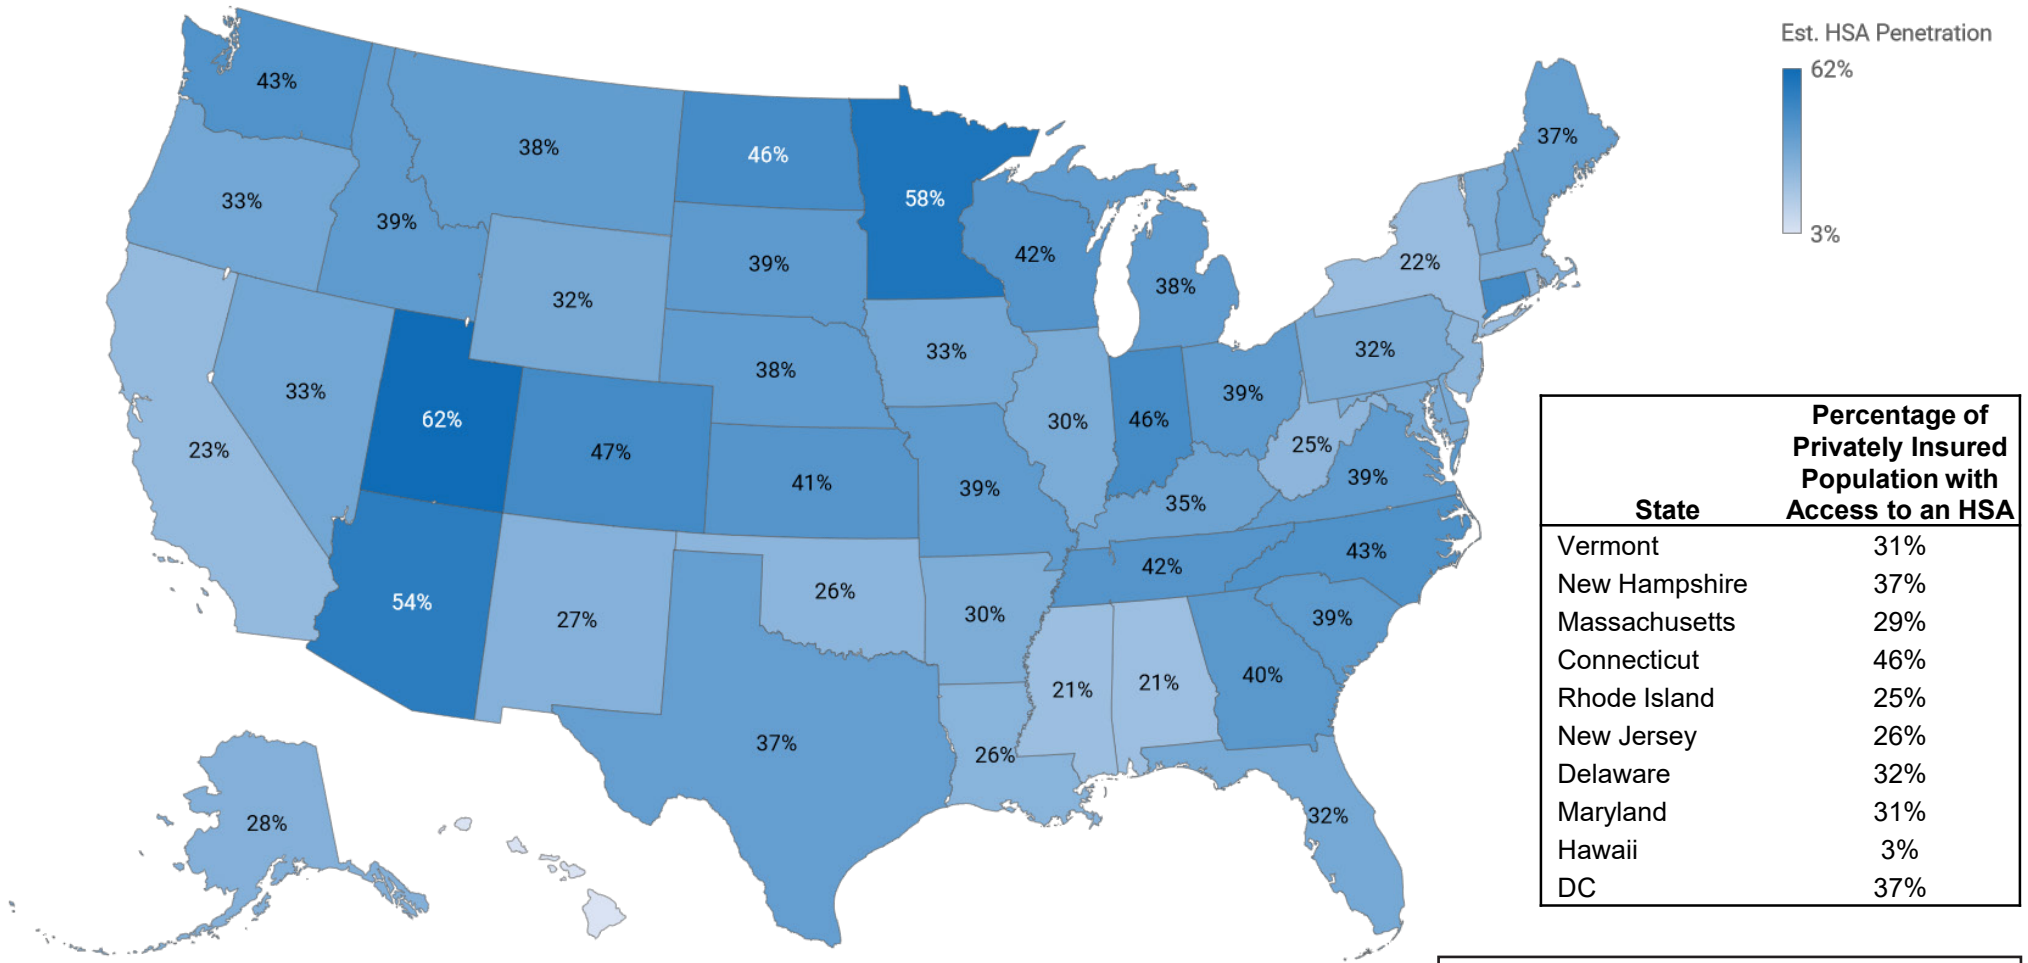 Est. HSA Penetration
62%
3%
43%
38%
46%
58%
37%
33%
39%
39%
42%
38%
22%
32%
33%
32%
33%
38%
30%
46%
39%
62%
47%
23%
41%
39%
35%
25%
39%
54%
27%
26%
30%
42%
43%
39%
21%
21%
40%
37%
26%
32%
28%
State Percentage of
Privately Insured
Population with
Access to an HSA
Vermont 31%
New Hampshire 37%
Massachusetts 29%
Connecticut 46%
Rhode Island 25%
New Jersey 26%
Delaware 32%
Maryland 31%
Hawaii 3%
DC 37%